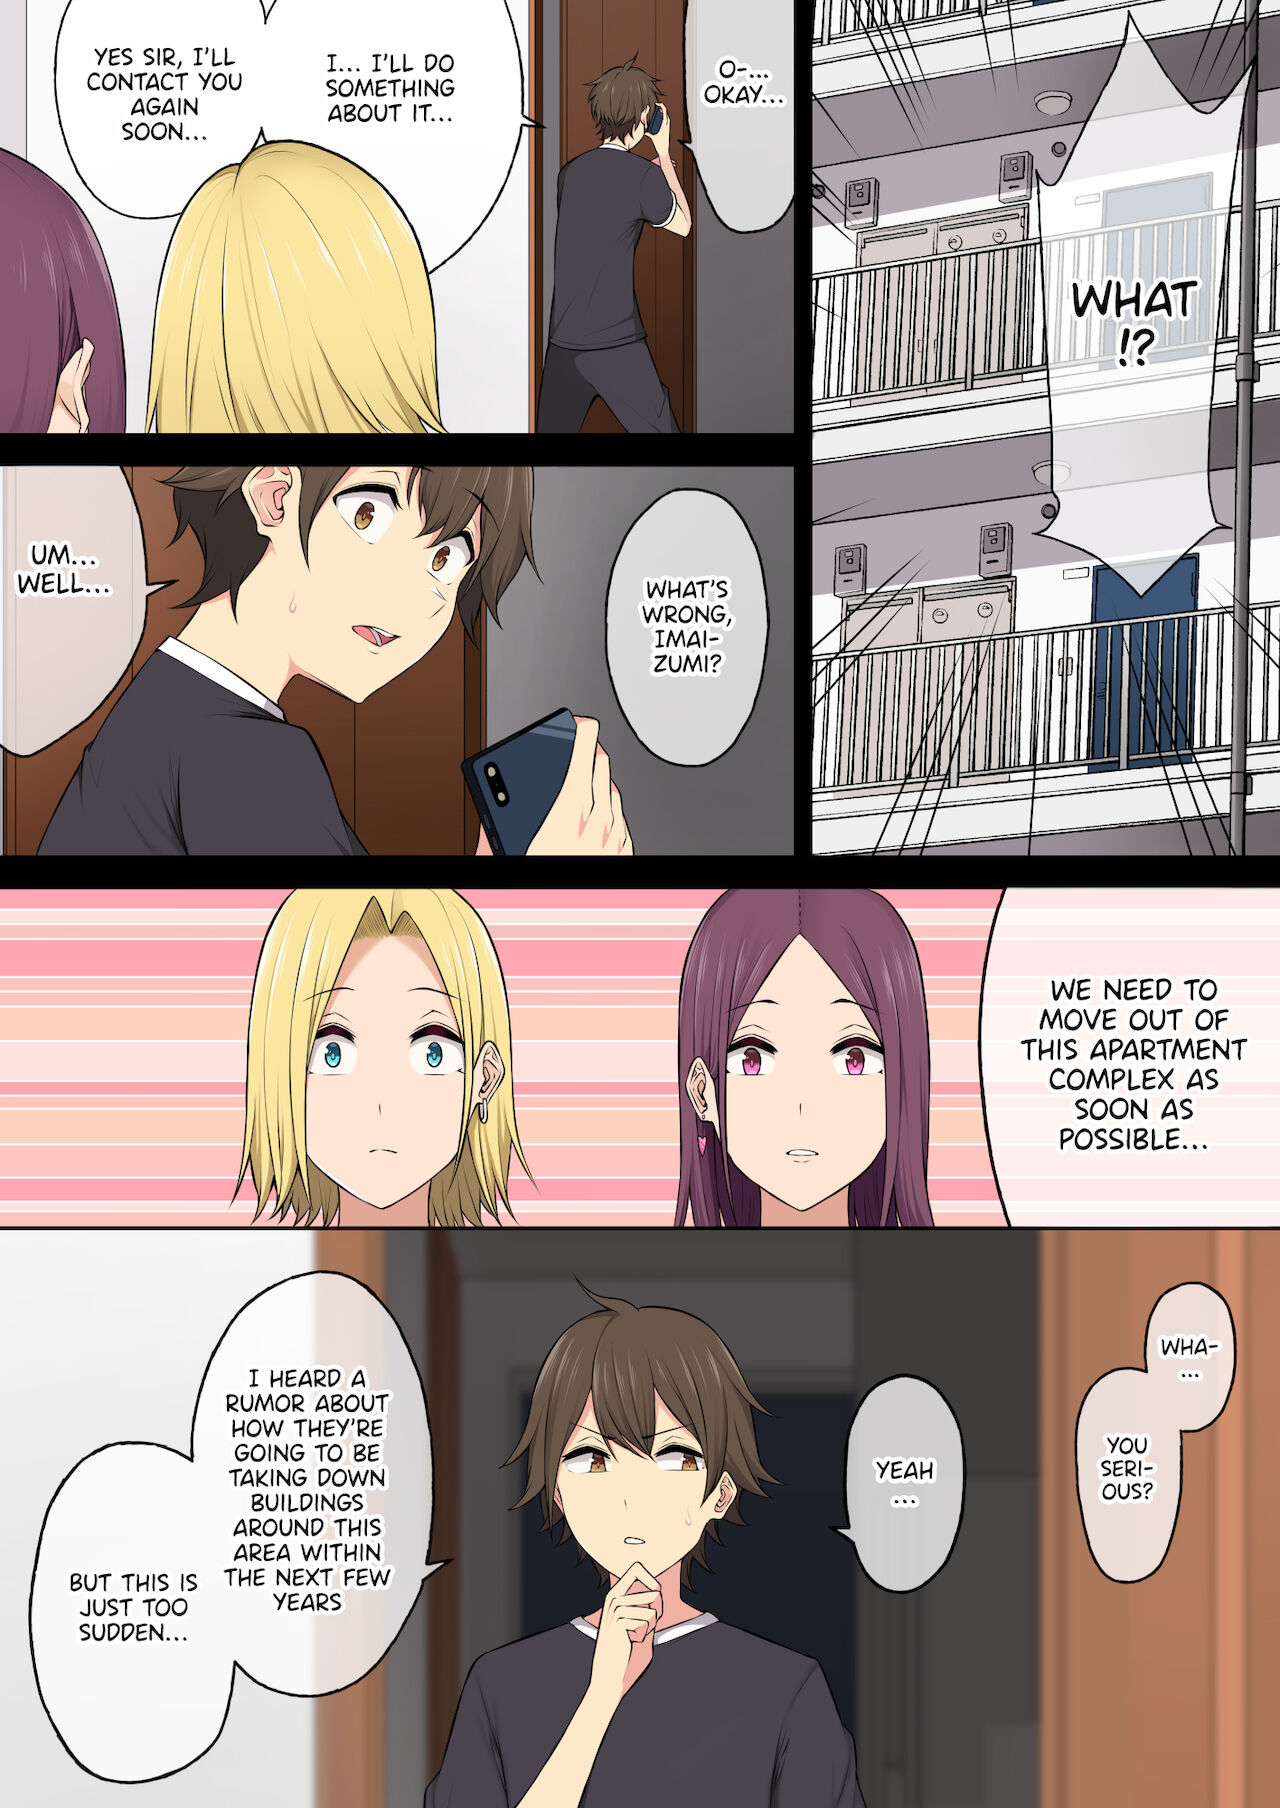 WHAT
!?
O-...
OKAY...
I... I'LL DO
SOMETHING
ABOUT IT...
YES SIR, I'LL
CONTACT YOU
AGAIN
SOON...
WHAT'S
WRONG,
IMAI-
ZUMI?
UM...
WELL...
WE NEED TO
MOVE OUT OF
THIS APARTMENT
COMPLEX AS
SOON AS
POSSIBLE...
WHA-
...
YOU
SERI-
OUS?
YEAH
...
I HEARD A
RUMOR ABOUT
HOW THEY'RE
GOING TO BE
TAKING DOWN
BUILDINGS
AROUND THIS
AREA WITHIN
THE NEXT FEW
YEARS
BUT THIS IS
JUST TOO
SUDDEN...